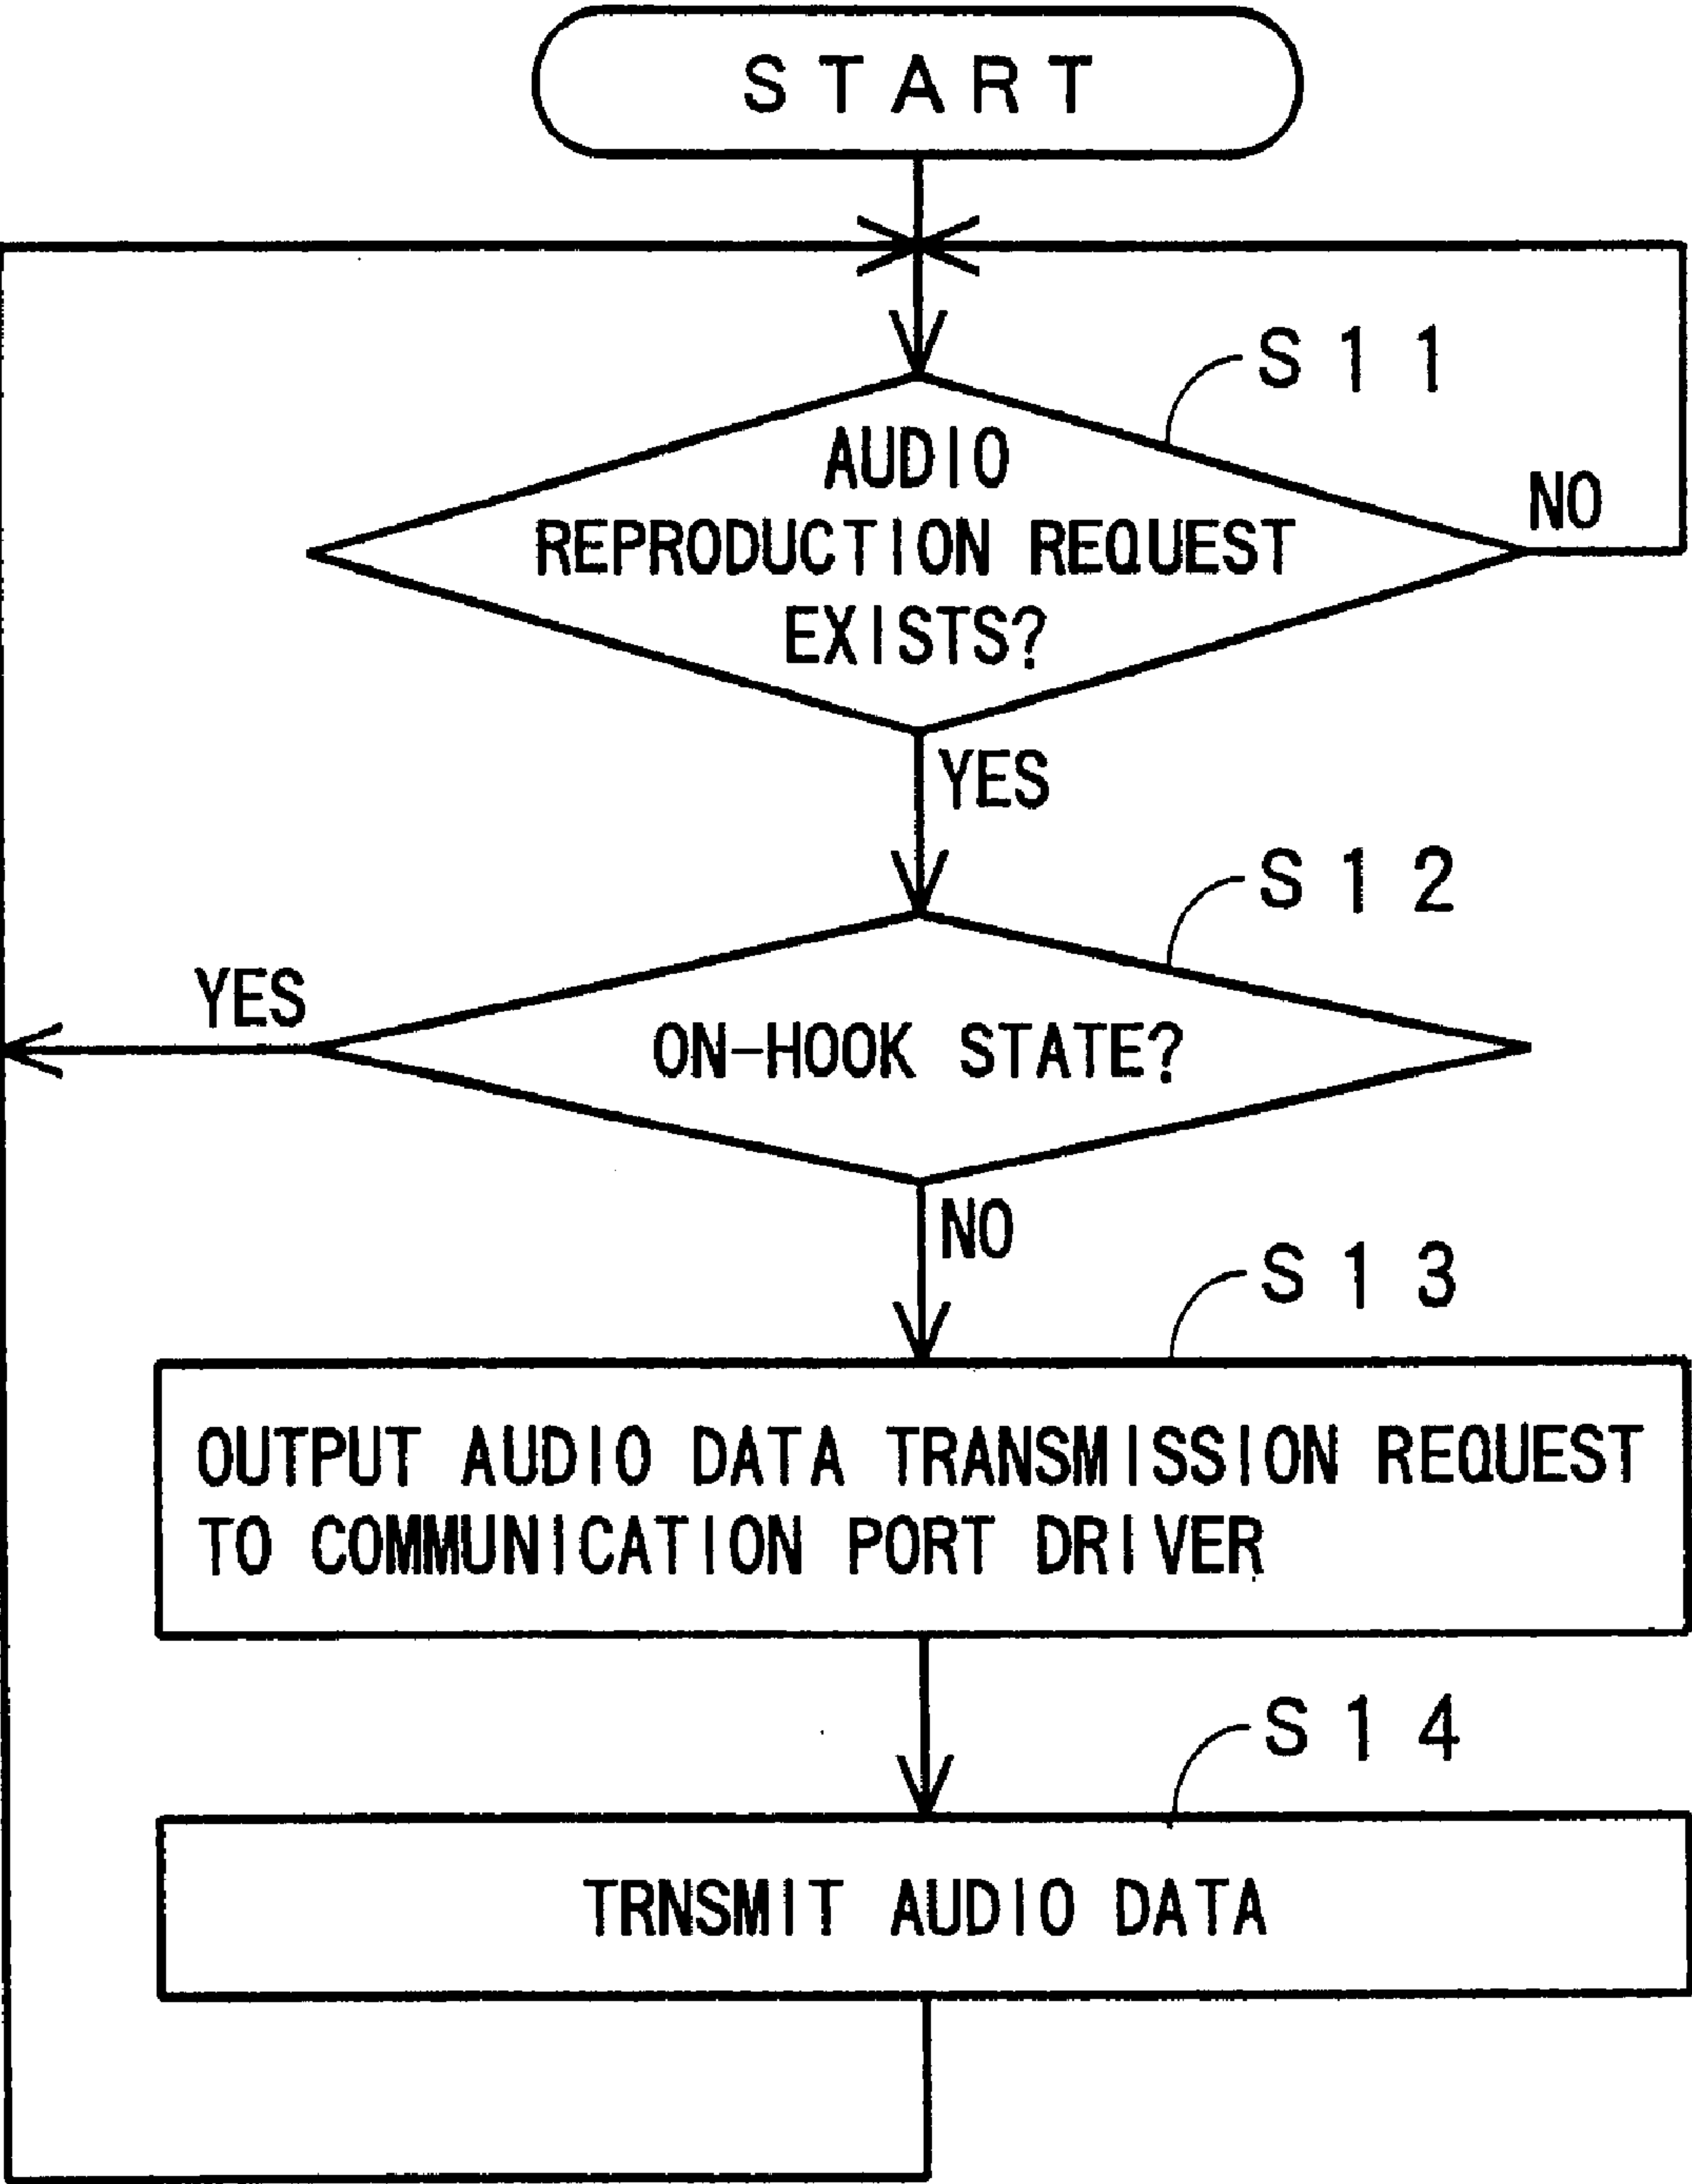 START
S11
AUDIO
REPRODUCTION REQUEST
EXISTS?
NO
YES
S12
YES
ON-HOOK STATE?
NO
S13
OUTPUT AUDIO DATA TRANSMISSION REQUEST
TO COMMUNICATION PORT DRIVER
S14
TRNSMIT AUDIO DATA